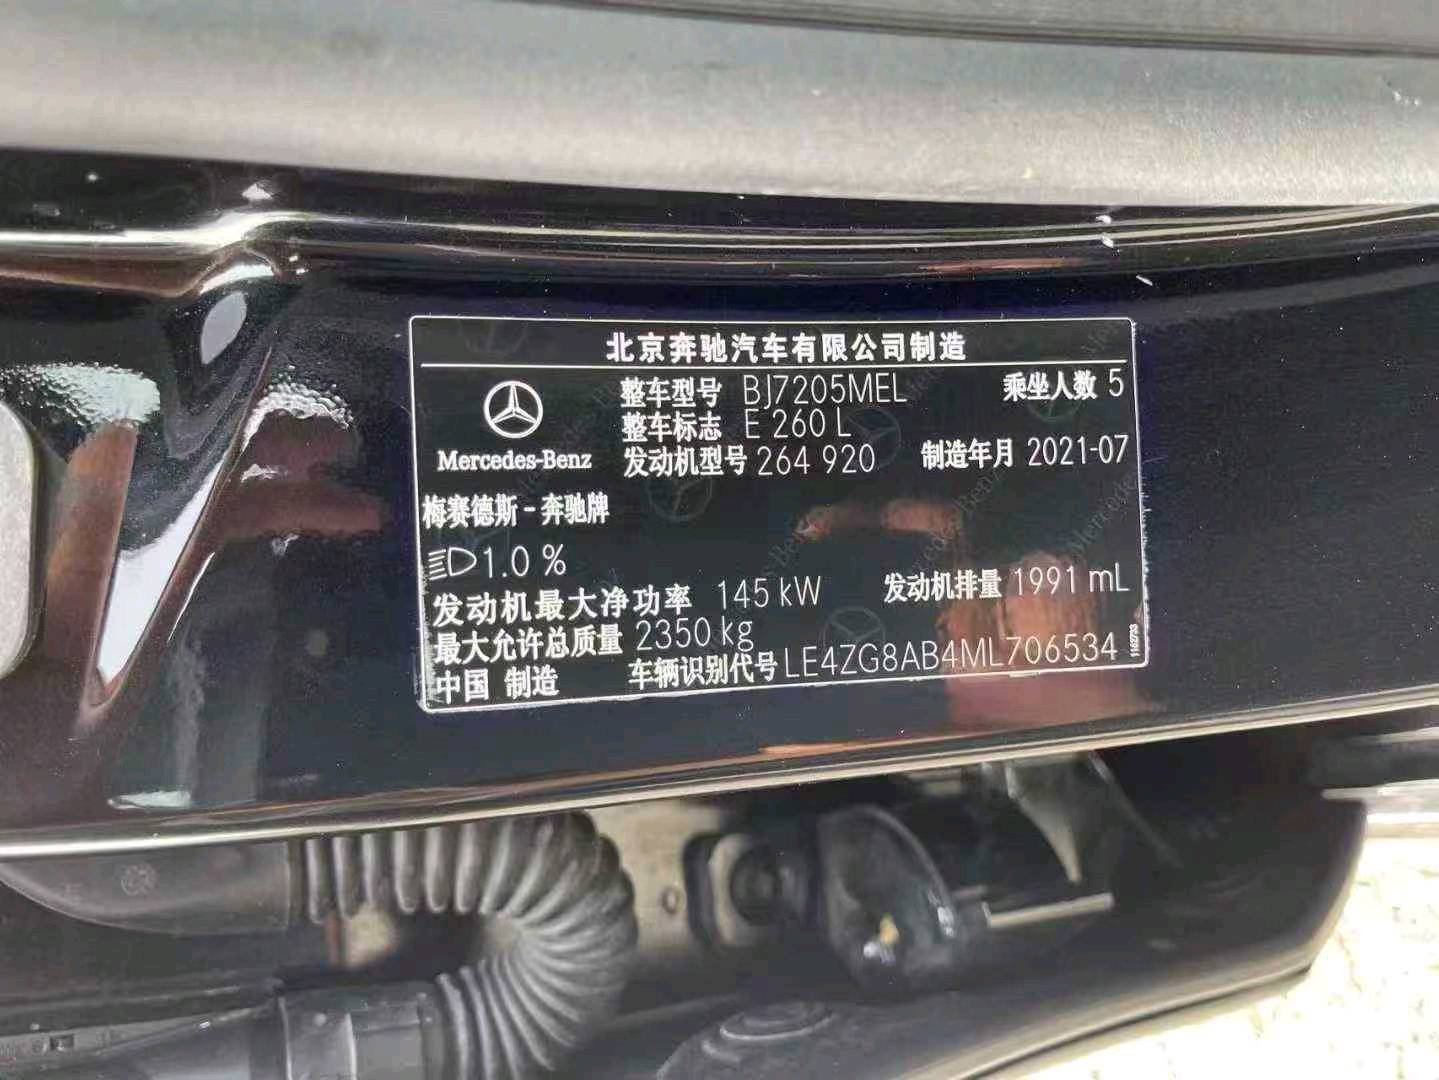 北京奔驰汽车有限公司制造
整车型号 BJ7205MEL 乘坐人数 5
整车标志 E 260 L
Mercedes-Benz 发动机型号 264 920 制造年月 2021-07
梅赛德斯-奔驰牌
1.0 %
发动机最大净功率 145 kW 发动机排量 1991 mL
最大允许总质量 2350 kg
中国 制造 车辆识别代号 LE4ZG8AB4ML706534